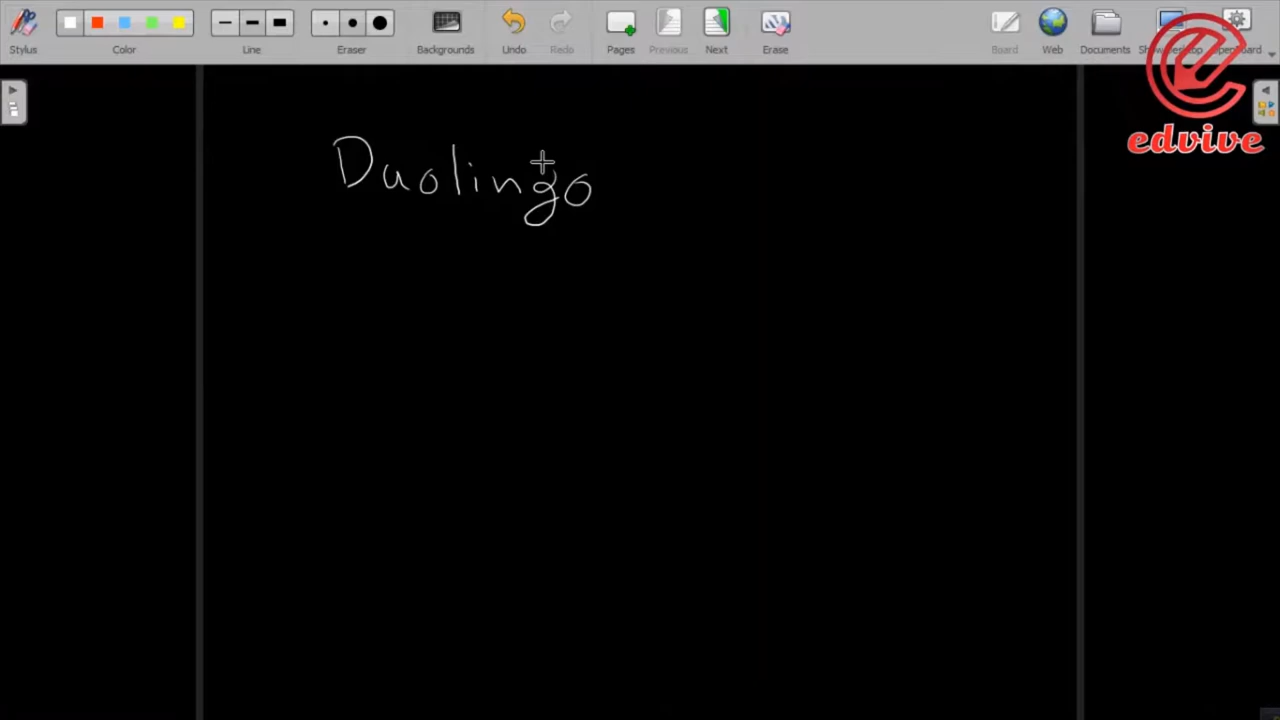 Stylus
Color
Line
Eraser
Backgrounds
Undo
Redo
Pages
Previous
Next
Erase
Board
Web
Documents
edvive
Duolingo